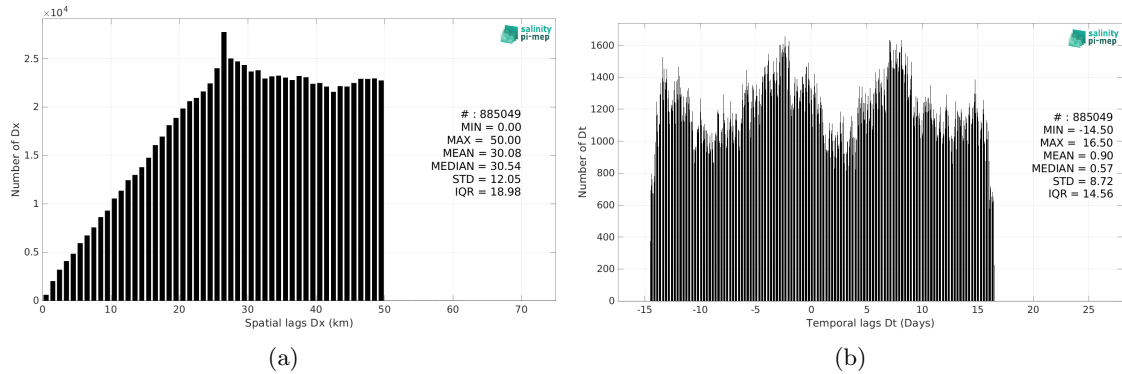 ×10⁴
2.5
2
1.5
1
0.5
0
Number of Dx
0 10 20 30 40 50 60 70
Spatial lags Dx (km)
salinity
pi-mep
# : 885049
MIN = 0.00
MAX = 50.00
MEAN = 30.08
MEDIAN = 30.54
STD = 12.05
IQR = 18.98
(a)
1600
1400
1200
1000
800
600
400
200
0
Number of Dt
-15 -10 -5 0 5 10 15 20 25
Temporal lags Dt (Days)
salinity
pi-mep
# : 885049
MIN = -14.50
MAX = 16.50
MEAN = 0.90
MEDIAN = 0.57
STD = 8.72
IQR = 14.56
(b)